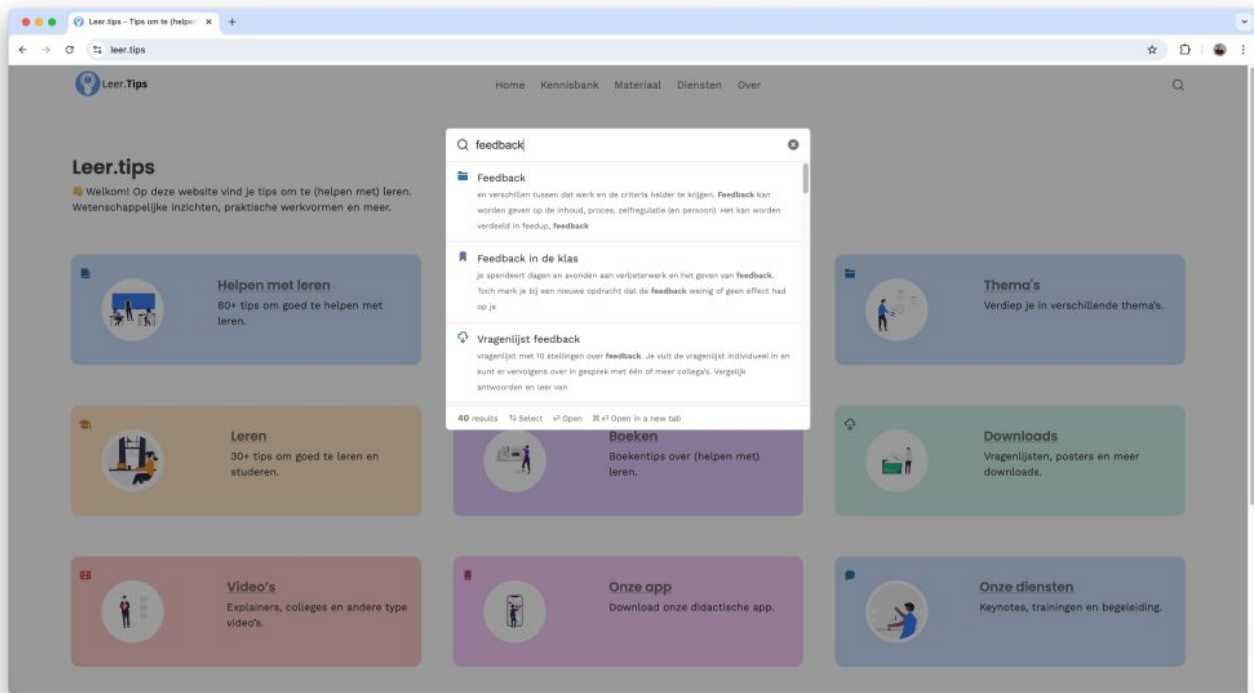 Leer.tips - Tips om te (helpen
leer.tips
Leer.Tips
Home Kennisbank Materiaal Diensten Over
Leer.tips
Welkom! Op deze website vind je tips om te (helpen met) leren.
Wetenschappelijke inzichten, praktische werkvormen en meer.
feedback
Feedback
en verschillen tussen dat werk en de criteria helder te krijgen. Feedback kan
worden geven op de inhoud, proces, zelfregulatie (en persoon). Het kan worden
verdeeld in feedup, feedback
Feedback in de klas
je spendeert dagen en avonden aan verbeterwerk en het geven van feedback.
Toch merk je bij een nieuwe opdracht dat de feedback weinig of geen effect had
op je
Vragenlijst feedback
vragenlijst met 10 stellingen over feedback. Je vult de vragenlijst individueel in en
kunt er vervolgens over in gesprek met één of meer collega's. Vergelijk
antwoorden en leer van
40 results ↑↓ Select ⏎ Open ⌘ ⏎ Open in a new tab
Helpen met leren
80+ tips om goed te helpen met
leren.
Thema's
Verdiep je in verschillende thema's.
Leren
30+ tips om goed te leren en
studeren.
Boeken
Boekentips over (helpen met)
leren.
Downloads
Vragenlijsten, posters en meer
downloads.
Video's
Explainers, colleges en andere type
video's.
Onze app
Download onze didactische app.
Onze diensten
Keynotes, trainingen en begeleiding.